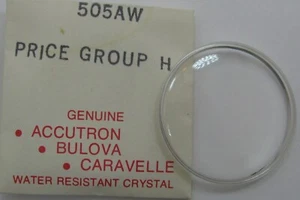 505AW
PRICE GROUP H
GENUINE
• ACCUTRON
• BULOVA
• CARAVELLE
WATER RESISTANT CRYSTAL